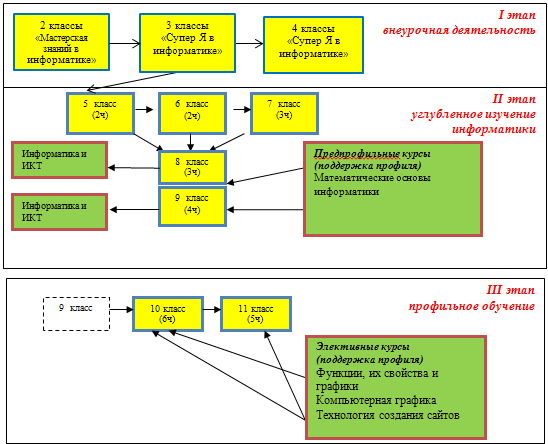 I этап
внеурочная деятельность
2 классы
«Мастерская
знаний в
информатике»
3 классы
«Супер Я в
информатике»
4 классы
«Супер Я в
информатике»
II этап
углубленное изучение
информатики
5 класс
(2ч)
6 класс
(2ч)
7 класс
(3ч)
Информатика и
ИКТ
8 класс
(3ч)
Предпрофильные курсы
(поддержка профиля)
Математические основы
информатики
Информатика и
ИКТ
9 класс
(4ч)
III этап
профильное обучение
9 класс
10 класс
(6ч)
11 класс
(5ч)
Элективные курсы
(поддержка профиля)
Функции, их свойства и
графики
Компьютерная графика
Технология создания сайтов